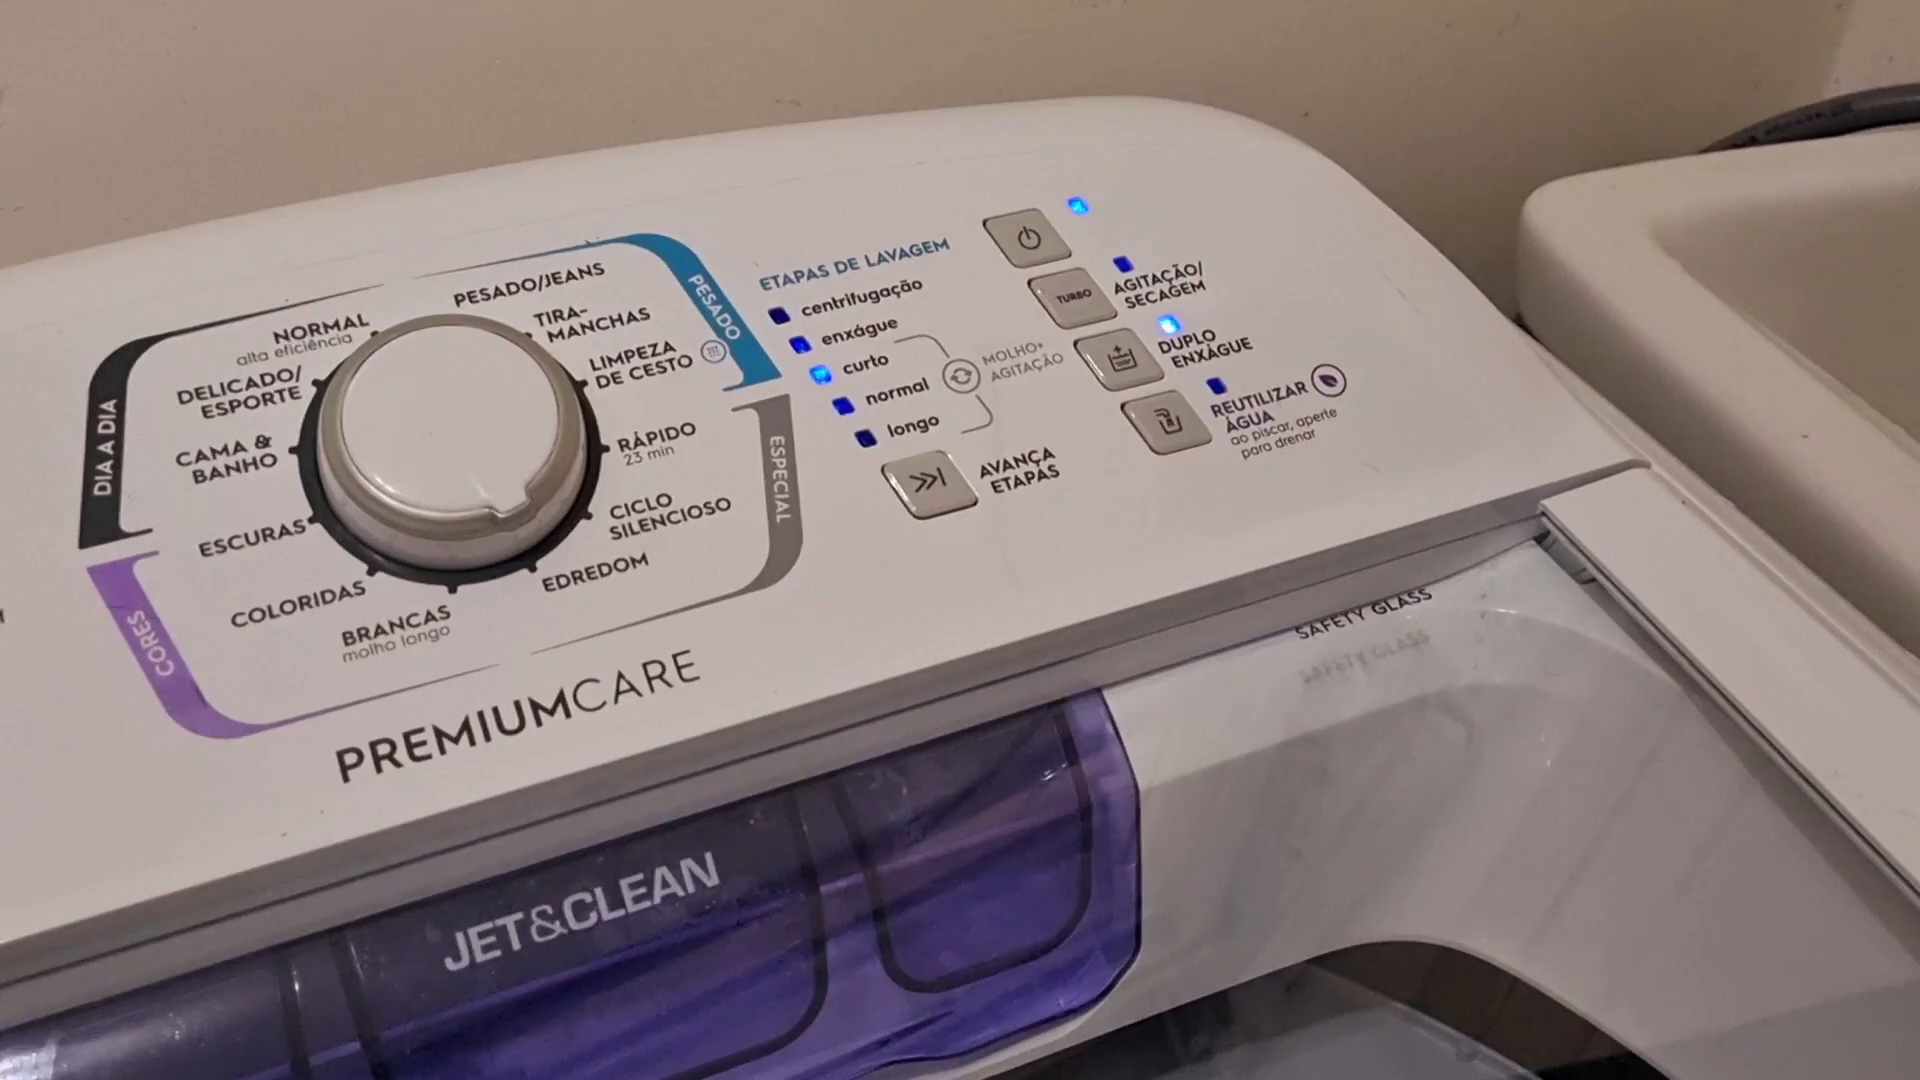 PESADO/JEANS
NORMAL
alta eficiência
TIRA-
MANCHAS
DELICADO/
ESPORTE
LIMPEZA
DE CESTO
CAMA &
BANHO
RÁPIDO
23 min
ESCURAS
CICLO
SILENCIOSO
COLORIDAS
EDREDOM
BRANCAS
molho longo
DIA A DIA
PESADO
CORES
ESPECIAL
PREMIUMCARE
ETAPAS DE LAVAGEM
centrifugação
enxágue
curto
normal
longo
MOLHO+
AGITAÇÃO
AVANÇA
ETAPAS
TURBO
AGITAÇÃO/
SECAGEM
DUPLO
ENXÁGUE
REUTILIZAR
ÁGUA
ao piscar, aperte
para drenar
SAFETY GLASS
JET&CLEAN